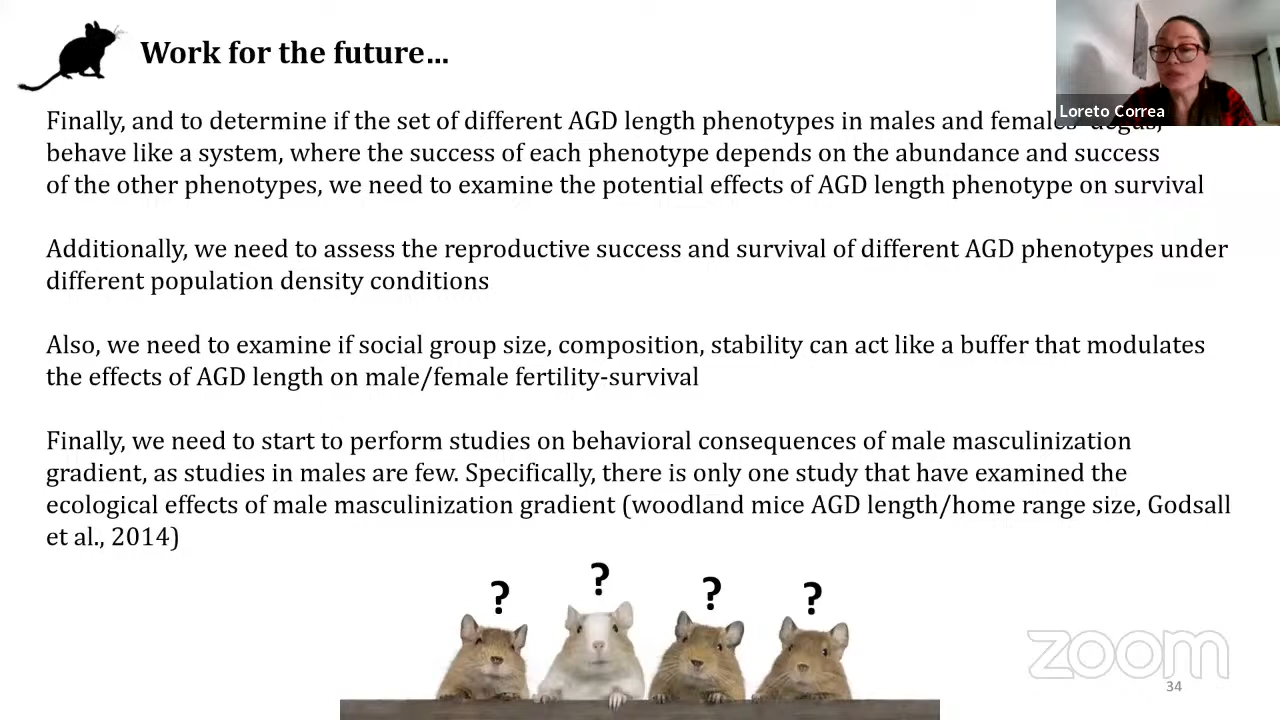 Work for the future...
Loreto Correa
Finally, and to determine if the set of different AGD length phenotypes in males and females degus,
behave like a system, where the success of each phenotype depends on the abundance and success
of the other phenotypes, we need to examine the potential effects of AGD length phenotype on survival
Additionally, we need to assess the reproductive success and survival of different AGD phenotypes under
different population density conditions
Also, we need to examine if social group size, composition, stability can act like a buffer that modulates
the effects of AGD length on male/female fertility-survival
Finally, we need to start to perform studies on behavioral consequences of male masculinization
gradient, as studies in males are few. Specifically, there is only one study that have examined the
ecological effects of male masculinization gradient (woodland mice AGD length/home range size, Godsall
et al., 2014)
? ? ? ?
zoom
34